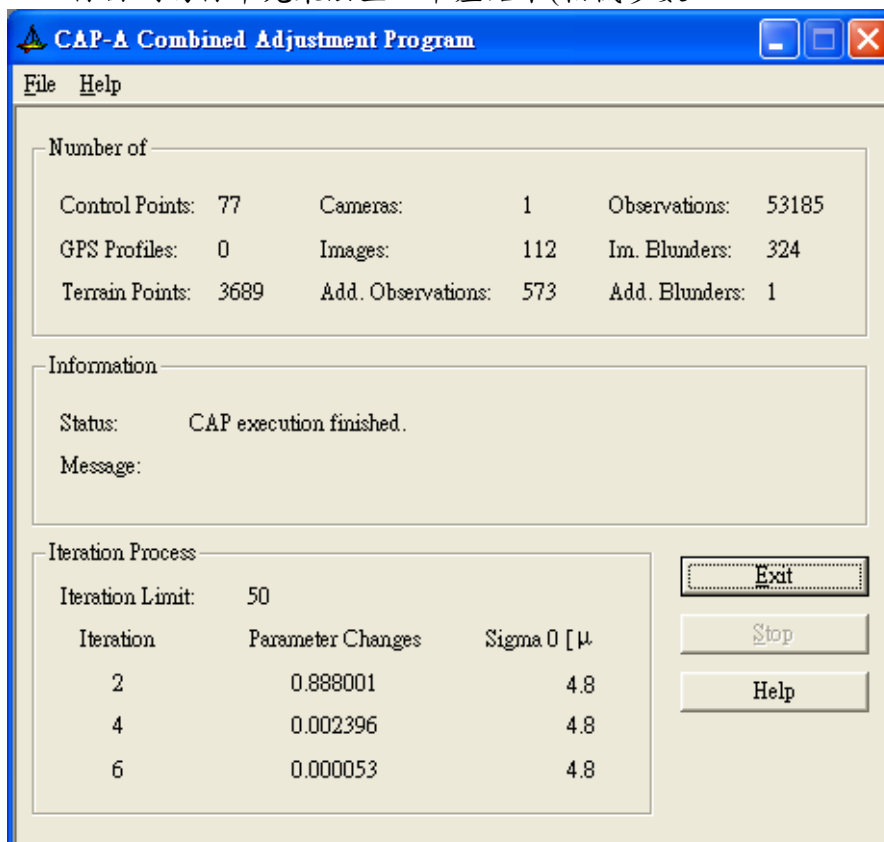 CAP-A Combined Adjustment Program
File Help
Number of
Control Points: 77 Cameras: 1 Observations: 53185
GPS Profiles: 0 Images: 112 Im. Blunders: 324
Terrain Points: 3689 Add. Observations: 573 Add. Blunders: 1
Information
Status: CAP execution finished.
Message:
Iteration Process
Iteration Limit: 50
Iteration Parameter Changes Sigma 0 [ μ
2 0.888001 4.8
4 0.002396 4.8
6 0.000053 4.8
Exit
Stop
Help